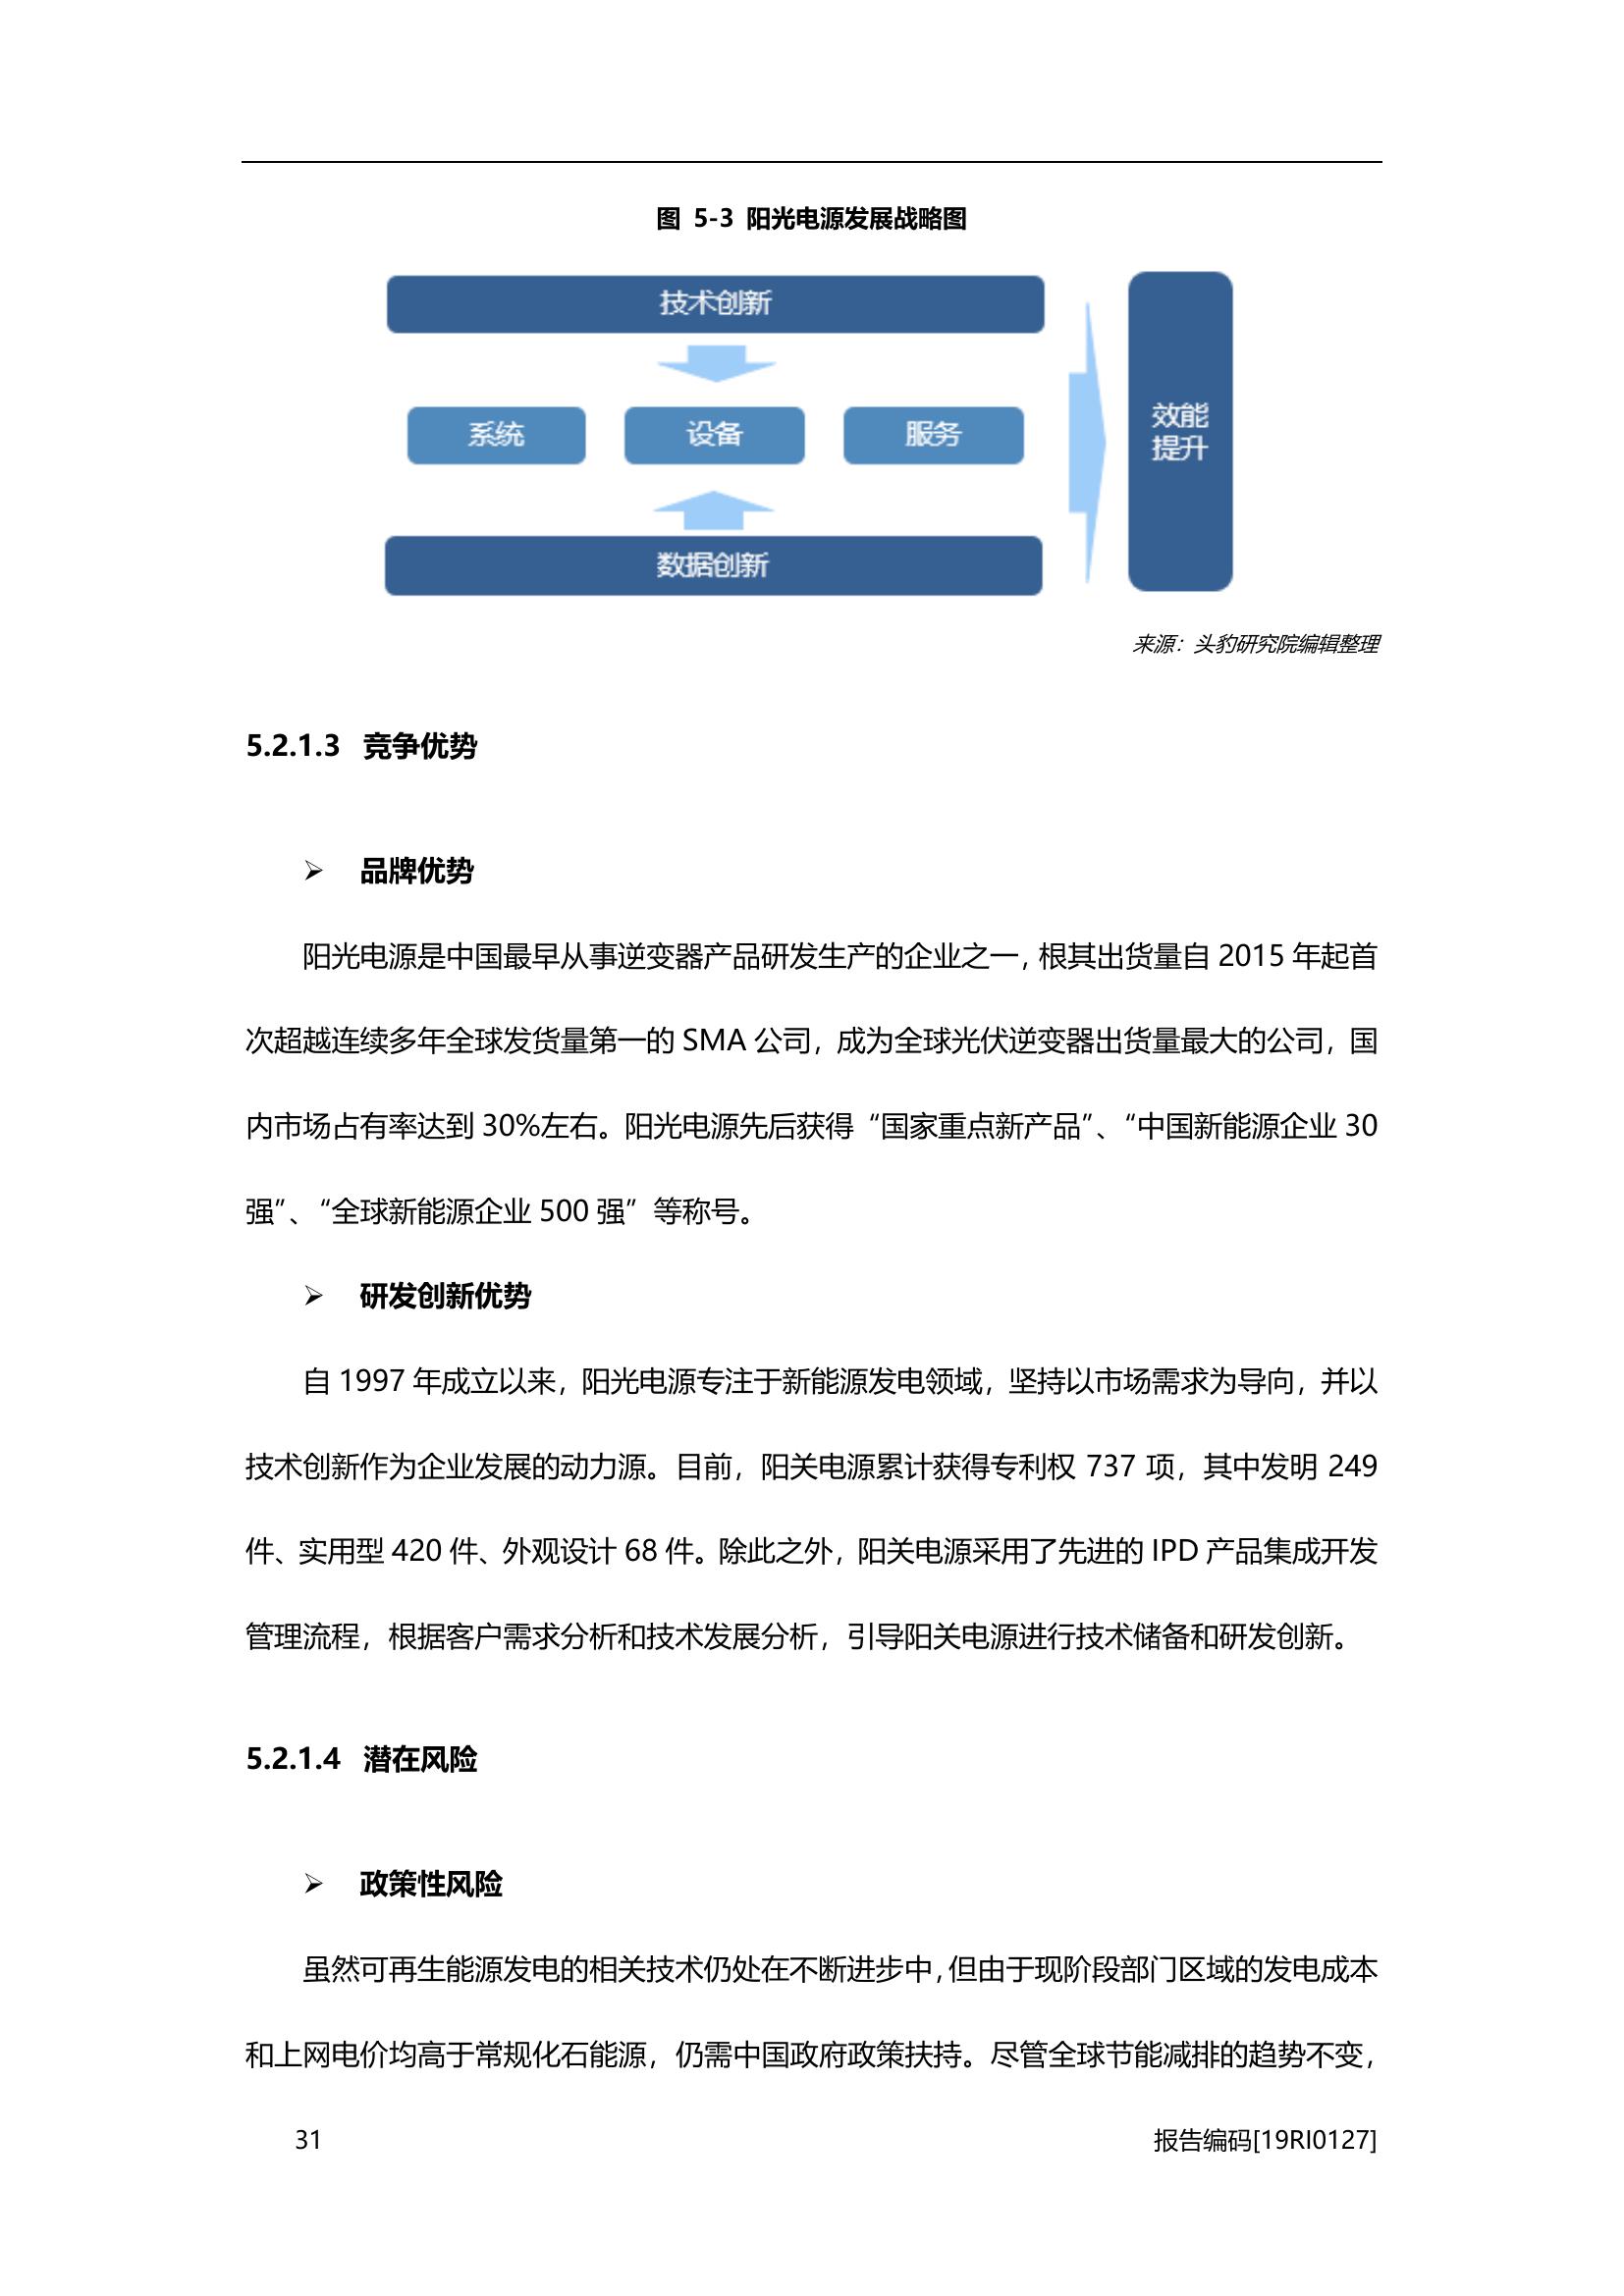 图 5-3 阳光电源发展战略图
技术创新
系统 设备 服务
效能
提升
数据创新
来源：头豹研究院编辑整理
5.2.1.3 竞争优势
➢ 品牌优势
阳光电源是中国最早从事逆变器产品研发生产的企业之一，根其出货量自 2015 年起首
次超越连续多年全球发货量第一的 SMA 公司，成为全球光伏逆变器出货量最大的公司，国
内市场占有率达到 30%左右。阳光电源先后获得“国家重点新产品”、“中国新能源企业 30
强”、“全球新能源企业 500 强”等称号。
➢ 研发创新优势
自 1997 年成立以来，阳光电源专注于新能源发电领域，坚持以市场需求为导向，并以
技术创新作为企业发展的动力源。目前，阳关电源累计获得专利权 737 项，其中发明 249
件、实用型 420 件、外观设计 68 件。除此之外，阳关电源采用了先进的 IPD 产品集成开发
管理流程，根据客户需求分析和技术发展分析，引导阳关电源进行技术储备和研发创新。
5.2.1.4 潜在风险
➢ 政策性风险
虽然可再生能源发电的相关技术仍处在不断进步中，但由于现阶段部门区域的发电成本
和上网电价均高于常规化石能源，仍需中国政府政策扶持。尽管全球节能减排的趋势不变，
31 报告编码[19RI0127]